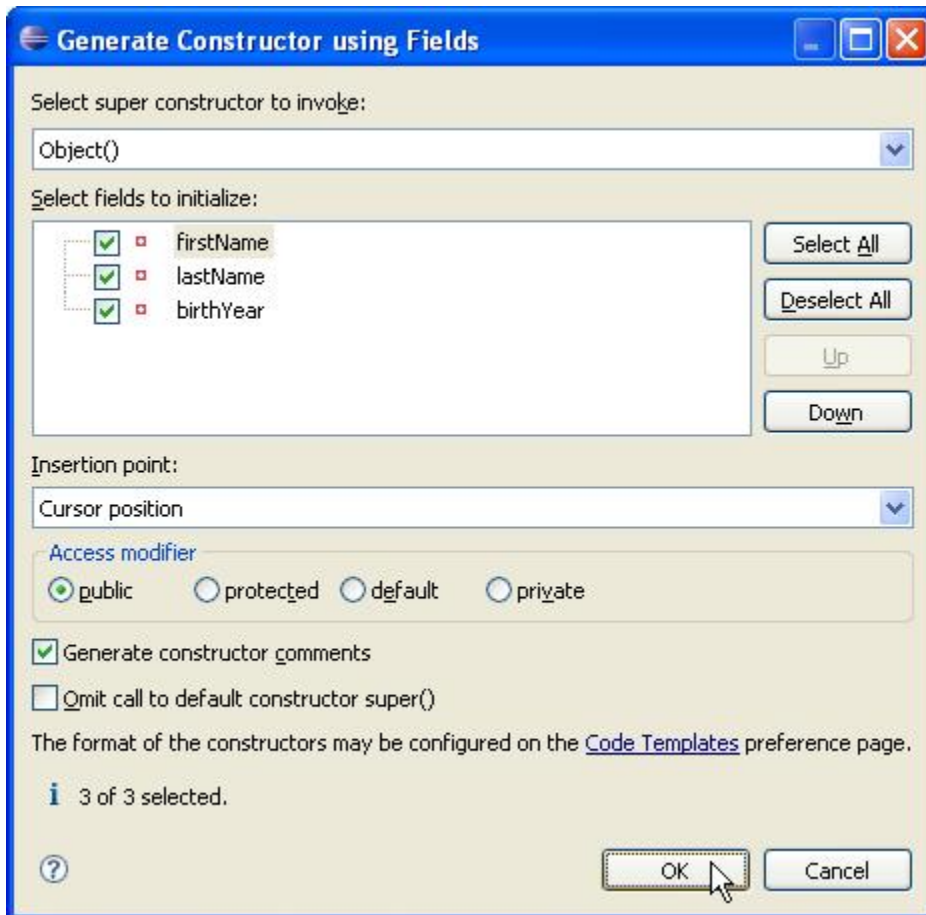 Generate Constructor using Fields
Select super constructor to invoke:
Object()
Select fields to initialize:
firstName
lastName
birthYear
Select All
Deselect All
Up
Down
Insertion point:
Cursor position
Access modifier
public protected default private
Generate constructor comments
Omit call to default constructor super()
The format of the constructors may be configured on the Code Templates preference page.
i 3 of 3 selected.
? OK Cancel